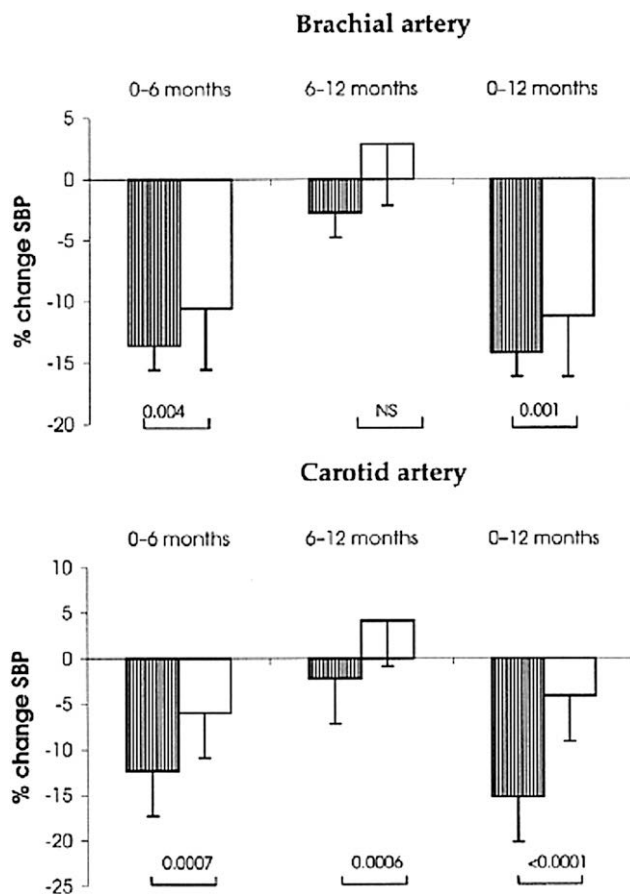 Brachial artery
0–6 months 6–12 months 0–12 months
5
0
-5
-10
-15
-20
% change SBP
0.004 NS 0.001
Carotid artery
0–6 months 6–12 months 0–12 months
10
5
0
-5
-10
-15
-20
-25
% change SBP
0.0007 0.0006 <0.0001